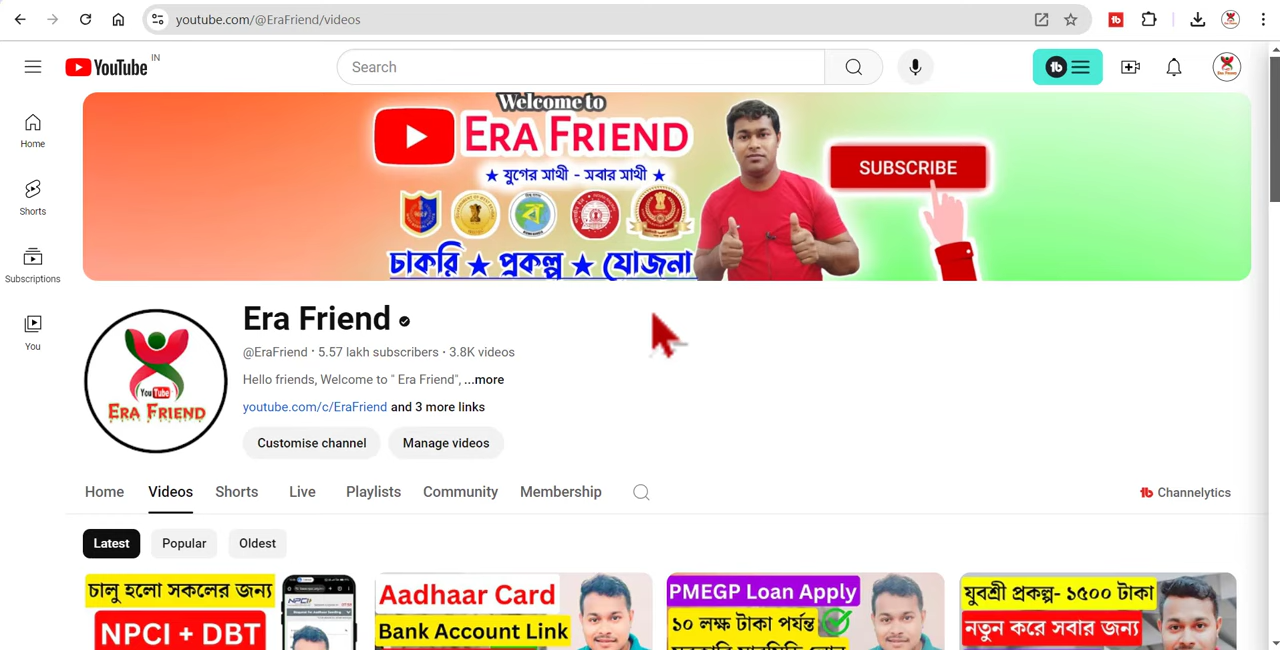 youtube.com/@EraFriend/videos
YouTube IN
Search
Home
Shorts
Subscriptions
You
Welcome to
ERA FRIEND
★ যুগের সাথী - সবার সাথী ★
চাকরি ★ প্রকল্প ★ যোজনা
SUBSCRIBE
YouTube
ERA FRIEND
Era Friend
@EraFriend · 5.57 lakh subscribers · 3.8K videos
Hello friends, Welcome to " Era Friend", ...more
youtube.com/c/EraFriend and 3 more links
Customise channel
Manage videos
Home Videos Shorts Live Playlists Community Membership
Channelytics
Latest Popular Oldest
চালু হলো সকলের জন্য
NPCI + DBT
Aadhaar Card
Bank Account Link
PMEGP Loan Apply
১০ লক্ষ টাকা পর্যন্ত
যুবশ্রী প্রকল্প- ১৫০০ টাকা
নতুন করে সবার জন্য